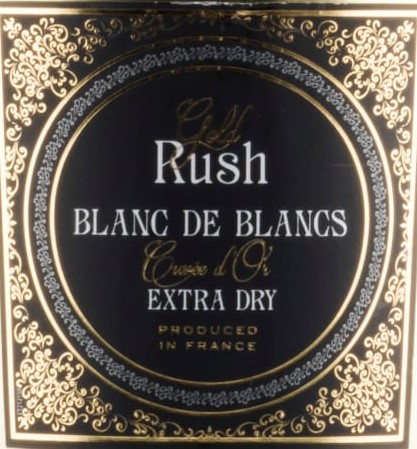 Gold
Rush
BLANC DE BLANCS
Cuvée d'Or
EXTRA DRY
PRODUCED
IN FRANCE